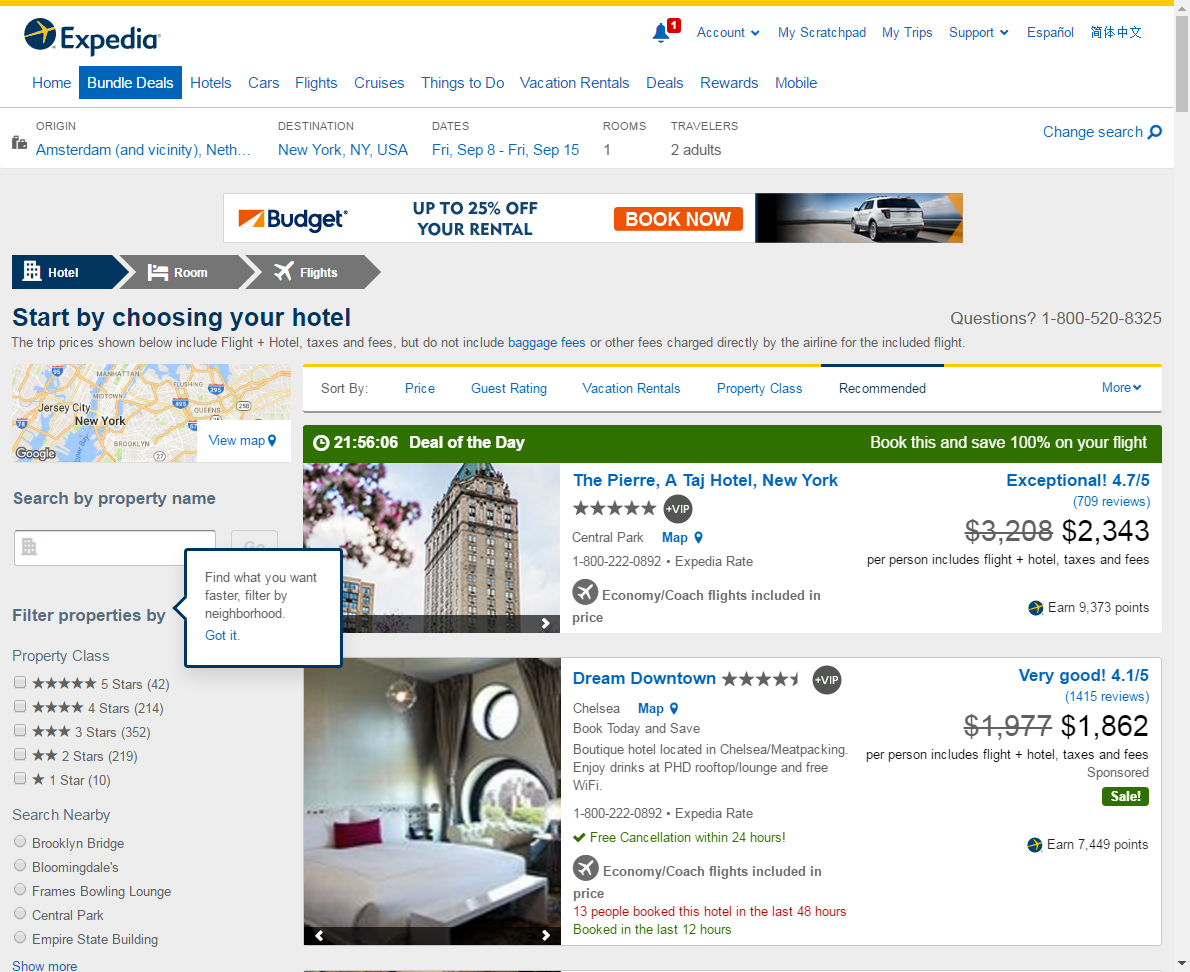 Expedia
1
Account
My Scratchpad
My Trips
Support
Español
简体中文
Home
Bundle Deals
Hotels
Cars
Flights
Cruises
Things to Do
Vacation Rentals
Deals
Rewards
Mobile
ORIGIN
Amsterdam (and vicinity), Neth...
DESTINATION
New York, NY, USA
DATES
Fri, Sep 8 - Fri, Sep 15
ROOMS
1
TRAVELERS
2 adults
Change search
Budget
UP TO 25% OFF
YOUR RENTAL
BOOK NOW
Hotel
Room
Flights
Start by choosing your hotel
Questions? 1-800-520-8325
The trip prices shown below include Flight + Hotel, taxes and fees, but do not include baggage fees or other fees charged directly by the airline for the included flight.
MANHATTAN
95
FLUSHING
MIDTOWN
295
Jersey City
495
QUEENS
25B
New York
78
BROOKLYN
27
Google
View map
Search by property name
Go
Find what you want
faster, filter by
neighborhood.
Got it.
Filter properties by
Property Class
5 Stars (42)
4 Stars (214)
3 Stars (352)
2 Stars (219)
1 Star (10)
Search Nearby
Brooklyn Bridge
Bloomingdale's
Frames Bowling Lounge
Central Park
Empire State Building
Show more
Sort By:
Price
Guest Rating
Vacation Rentals
Property Class
Recommended
More
21:56:06 Deal of the Day
Book this and save 100% on your flight
The Pierre, A Taj Hotel, New York
+VIP
Central Park
Map
1-800-222-0892 • Expedia Rate
Economy/Coach flights included in
price
Exceptional! 4.7/5
(709 reviews)
$3,208 $2,343
per person includes flight + hotel, taxes and fees
Earn 9,373 points
Dream Downtown
+VIP
Chelsea
Map
Book Today and Save
Boutique hotel located in Chelsea/Meatpacking.
Enjoy drinks at PHD rooftop/lounge and free
WiFi.
1-800-222-0892 • Expedia Rate
Free Cancellation within 24 hours!
Economy/Coach flights included in
price
13 people booked this hotel in the last 48 hours
Booked in the last 12 hours
Very good! 4.1/5
(1415 reviews)
$1,977 $1,862
per person includes flight + hotel, taxes and fees
Sponsored
Sale!
Earn 7,449 points